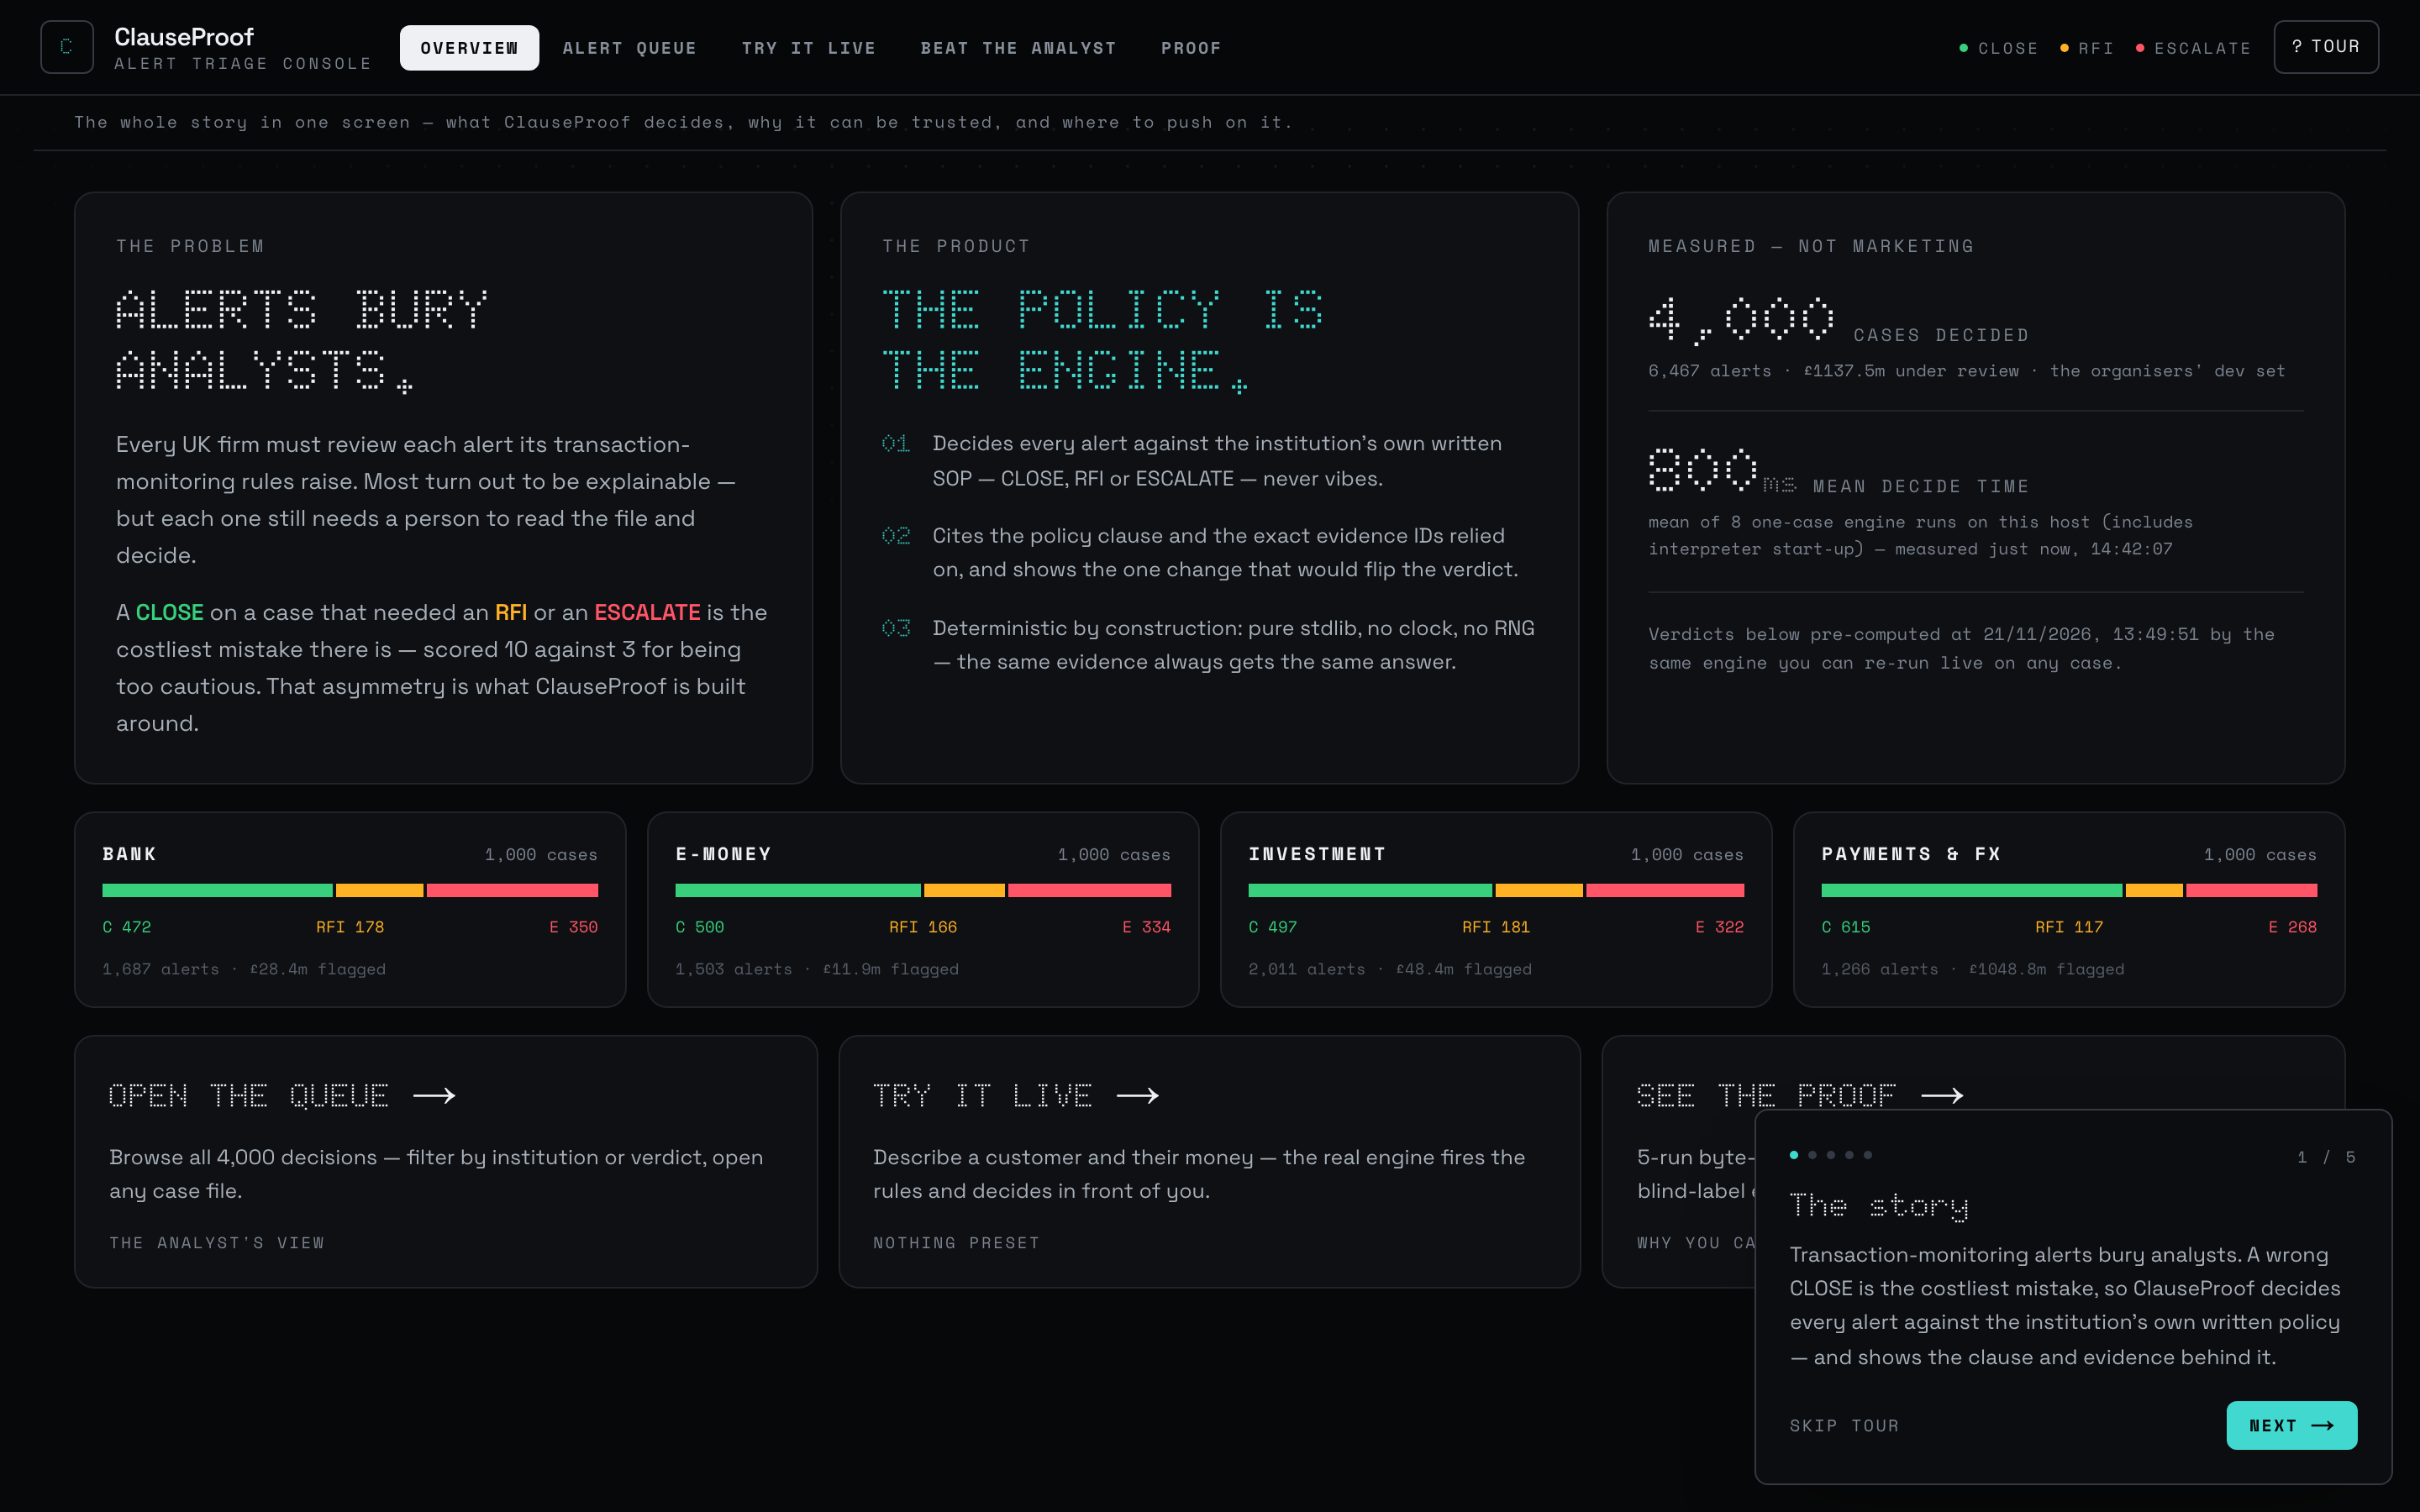 C
ClauseProof
ALERT TRIAGE CONSOLE
OVERVIEW
ALERT QUEUE
TRY IT LIVE
BEAT THE ANALYST
PROOF
CLOSE
RFI
ESCALATE
? TOUR
The whole story in one screen — what ClauseProof decides, why it can be trusted, and where to push on it.
THE PROBLEM
ALERTS BURY
ANALYSTS.
Every UK firm must review each alert its transaction-
monitoring rules raise. Most turn out to be explainable —
but each one still needs a person to read the file and
decide.
A CLOSE on a case that needed an RFI or an ESCALATE is the
costliest mistake there is — scored 10 against 3 for being
too cautious. That asymmetry is what ClauseProof is built
around.
THE PRODUCT
THE POLICY IS
THE ENGINE.
01 Decides every alert against the institution's own written
SOP — CLOSE, RFI or ESCALATE — never vibes.
02 Cites the policy clause and the exact evidence IDs relied
on, and shows the one change that would flip the verdict.
03 Deterministic by construction: pure stdlib, no clock, no RNG
— the same evidence always gets the same answer.
MEASURED — NOT MARKETING
4,000 CASES DECIDED
6,467 alerts · £1137.5m under review · the organisers' dev set
800ms MEAN DECIDE TIME
mean of 8 one-case engine runs on this host (includes
interpreter start-up) — measured just now, 14:42:07
Verdicts below pre-computed at 21/11/2026, 13:49:51 by the
same engine you can re-run live on any case.
BANK 1,000 cases
C 472 RFI 178 E 350
1,687 alerts · £28.4m flagged
E-MONEY 1,000 cases
C 500 RFI 166 E 334
1,503 alerts · £11.9m flagged
INVESTMENT 1,000 cases
C 497 RFI 181 E 322
2,011 alerts · £48.4m flagged
PAYMENTS & FX 1,000 cases
C 615 RFI 117 E 268
1,266 alerts · £1048.8m flagged
OPEN THE QUEUE →
Browse all 4,000 decisions — filter by institution or verdict, open
any case file.
THE ANALYST'S VIEW
TRY IT LIVE →
Describe a customer and their money — the real engine fires the
rules and decides in front of you.
NOTHING PRESET
SEE THE PROOF →
5-run byte-
blind-label
WHY YOU
1 / 5
The story
Transaction-monitoring alerts bury analysts. A wrong
CLOSE is the costliest mistake, so ClauseProof decides
every alert against the institution's own written policy
— and shows the clause and evidence behind it.
SKIP TOUR
NEXT →